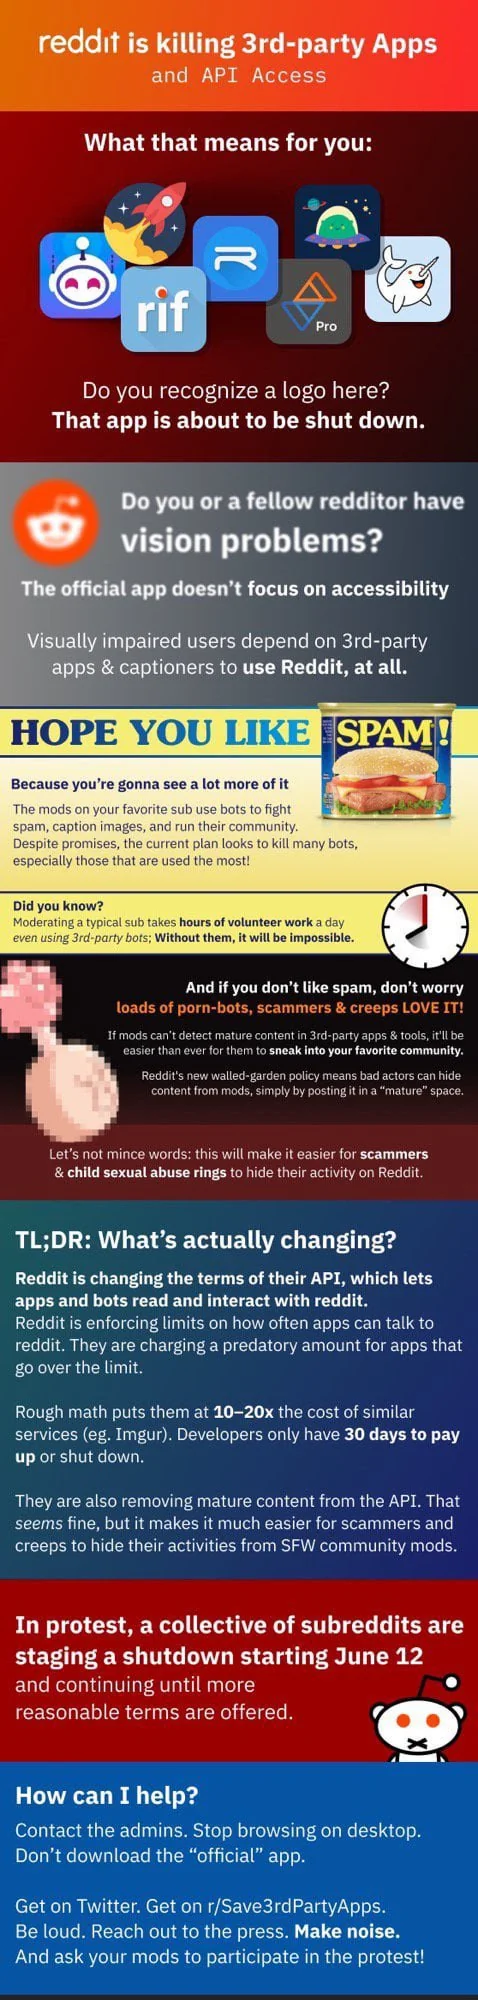 reddit is killing 3rd-party Apps
and API Access
What that means for you:
rif
Pro
Do you recognize a logo here?
That app is about to be shut down.
Do you or a fellow redditor have
vision problems?
The official app doesn't focus on accessibility
Visually impaired users depend on 3rd-party
apps & captioners to use Reddit, at all.
HOPE YOU LIKE SPAM!
Because you're gonna see a lot more of it
The mods on your favorite sub use bots to fight
spam, caption images, and run their community.
Despite promises, the current plan looks to kill many bots,
especially those that are used the most!
Did you know?
Moderating a typical sub takes hours of volunteer work a day
even using 3rd-party bots; Without them, it will be impossible.
And if you don't like spam, don't worry
loads of porn-bots, scammers & creeps LOVE IT!
If mods can't detect mature content in 3rd-party apps & tools, it'll be
easier than ever for them to sneak into your favorite community.
Reddit's new walled-garden policy means bad actors can hide
content from mods, simply by posting it in a "mature" space.
Let's not mince words: this will make it easier for scammers
& child sexual abuse rings to hide their activity on Reddit.
TL;DR: What's actually changing?
Reddit is changing the terms of their API, which lets
apps and bots read and interact with reddit.
Reddit is enforcing limits on how often apps can talk to
reddit. They are charging a predatory amount for apps that
go over the limit.
Rough math puts them at 10–20x the cost of similar
services (eg. Imgur). Developers only have 30 days to pay
up or shut down.
They are also removing mature content from the API. That
seems fine, but it makes it much easier for scammers and
creeps to hide their activities from SFW community mods.
In protest, a collective of subreddits are
staging a shutdown starting June 12
and continuing until more
reasonable terms are offered.
How can I help?
Contact the admins. Stop browsing on desktop.
Don't download the "official" app.
Get on Twitter. Get on r/Save3rdPartyApps.
Be loud. Reach out to the press. Make noise.
And ask your mods to participate in the protest!